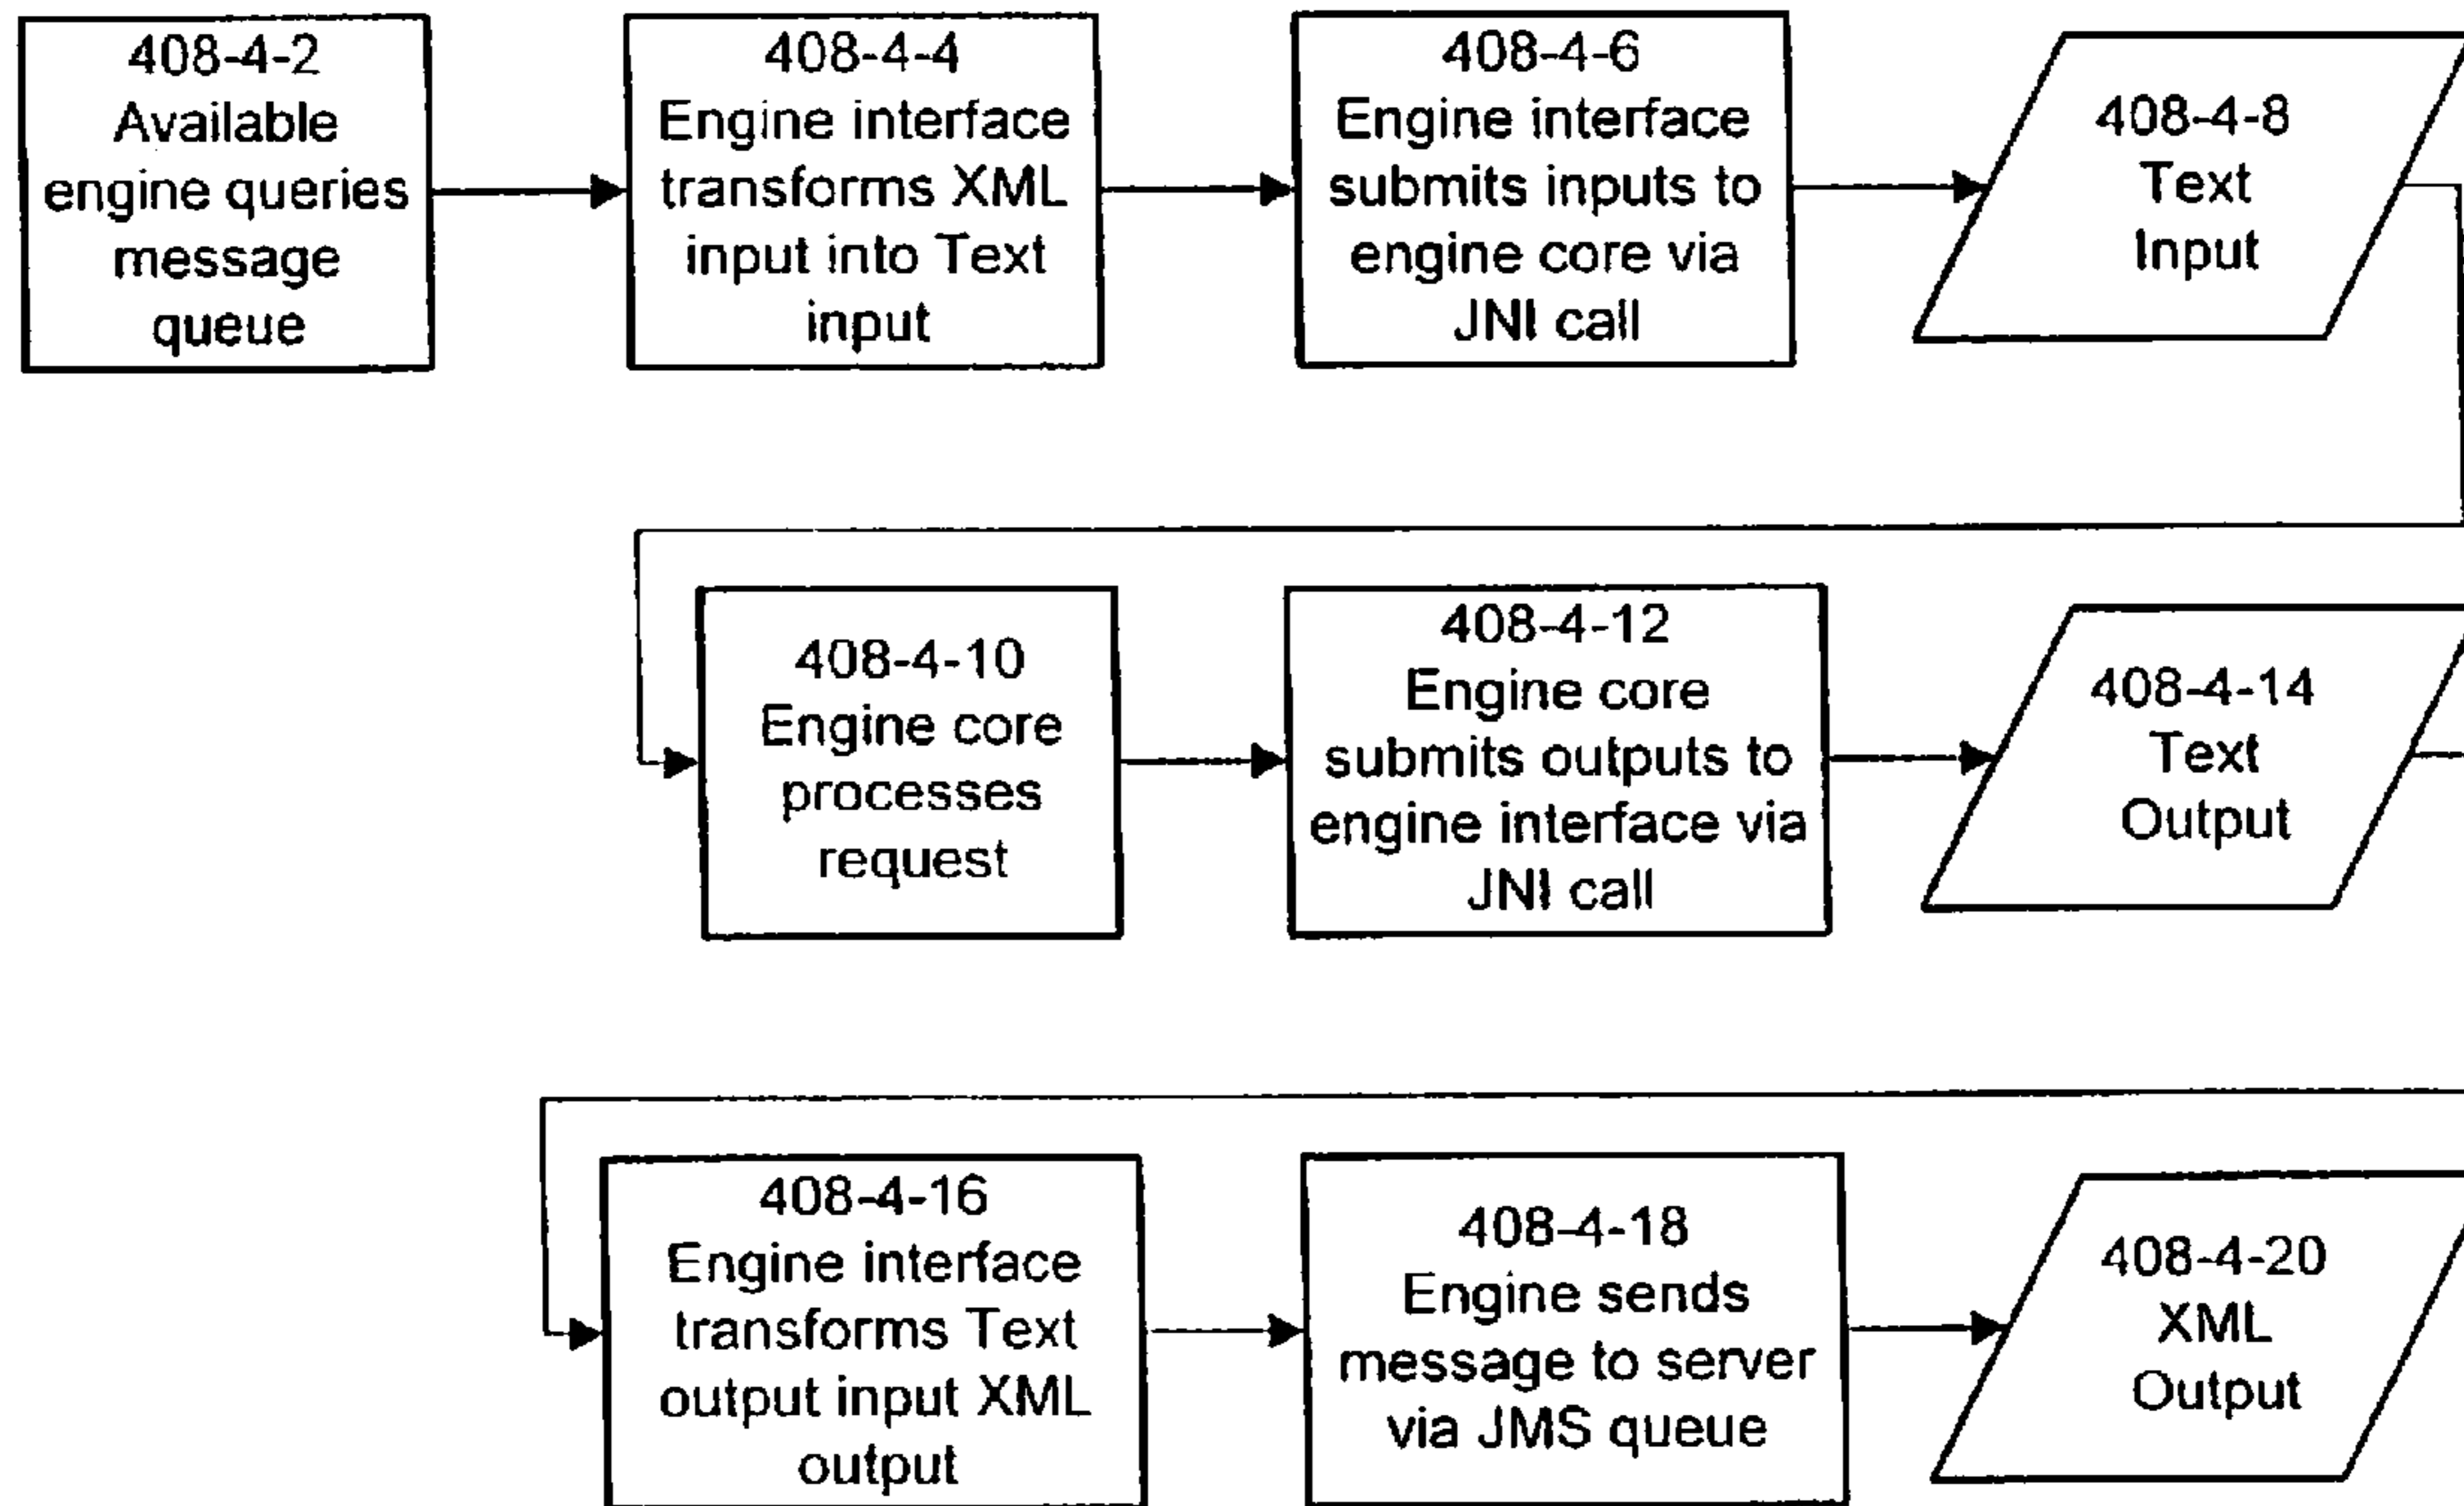 408-4-2
Available
engine queries
message
queue
408-4-4
Engine interface
transforms XML
input into Text
input
408-4-6
Engine interface
submits inputs to
engine core via
JNI call
408-4-8
Text
Input
408-4-10
Engine core
processes
request
408-4-12
Engine core
submits outputs to
engine interface via
JNI call
408-4-14
Text
Output
408-4-16
Engine interface
transforms Text
output input XML
output
408-4-18
Engine sends
message to server
via JMS queue
408-4-20
XML
Output